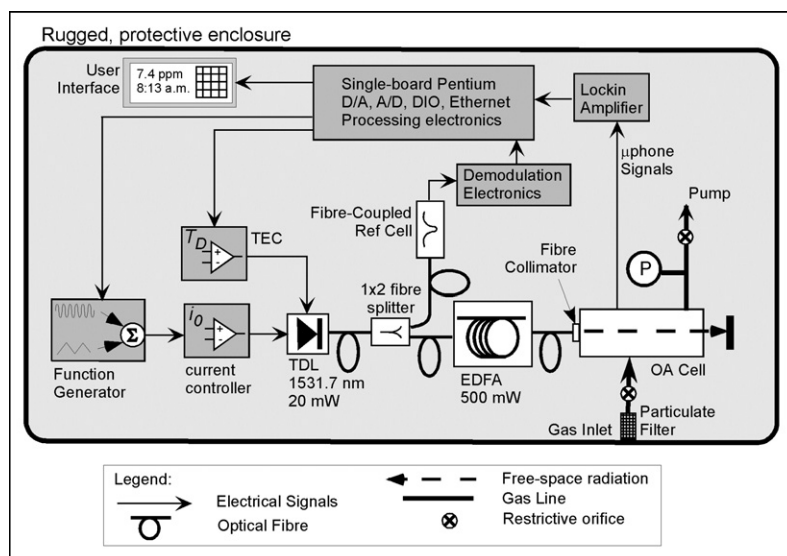 Rugged, protective enclosure
User
Interface
7.4 ppm
8:13 a.m.
Single-board Pentium
D/A, A/D, DIO, Ethernet
Processing electronics
Lockin
Amplifier
μphone
Signals
Demodulation
Electronics
Pump
Fibre-Coupled
Ref Cell
T_D
TEC
Fibre
Collimator
P
1x2 fibre
splitter
Σ
i_0
Function
Generator
current
controller
TDL
1531.7 nm
20 mW
EDFA
500 mW
OA Cell
Gas Inlet
Particulate
Filter
Legend:
Electrical Signals
Optical Fibre
Free-space radiation
Gas Line
Restrictive orifice